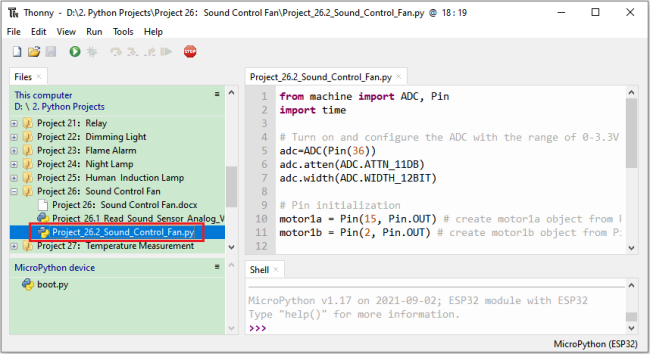 Thonny - D:\2. Python Projects\Project 26: Sound Control Fan\Project_26.2_Sound_Control_Fan.py @ 18 : 19
File Edit View Run Tools Help
STOP
Files ×
This computer
D: \ 2. Python Projects
Project 21: Relay
Project 22: Dimming Light
Project 23: Flame Alarm
Project 24: Night Lamp
Project 25: Human Induction Lamp
Project 26: Sound Control Fan
Project 26: Sound Control Fan.docx
Project 26.1 Read Sound Sensor Analog_V
Project_26.2_Sound_Control_Fan.py
Project 27: Temperature Measurement
MicroPython device
boot.py
Project_26.2_Sound_Control_Fan.py ×
1 from machine import ADC, Pin
2 import time
3
4 # Turn on and configure the ADC with the range of 0-3.3V
5 adc=ADC(Pin(36))
6 adc.atten(ADC.ATTN_11DB)
7 adc.width(ADC.WIDTH_12BIT)
8
9 # Pin initialization
10 motor1a = Pin(15, Pin.OUT) # create motor1a object from
11 motor1b = Pin(2, Pin.OUT) # create motor1b object from Pi
12
Shell ×
MicroPython v1.17 on 2021-09-02; ESP32 module with ESP32
Type "help()" for more information.
>>>
MicroPython (ESP32)